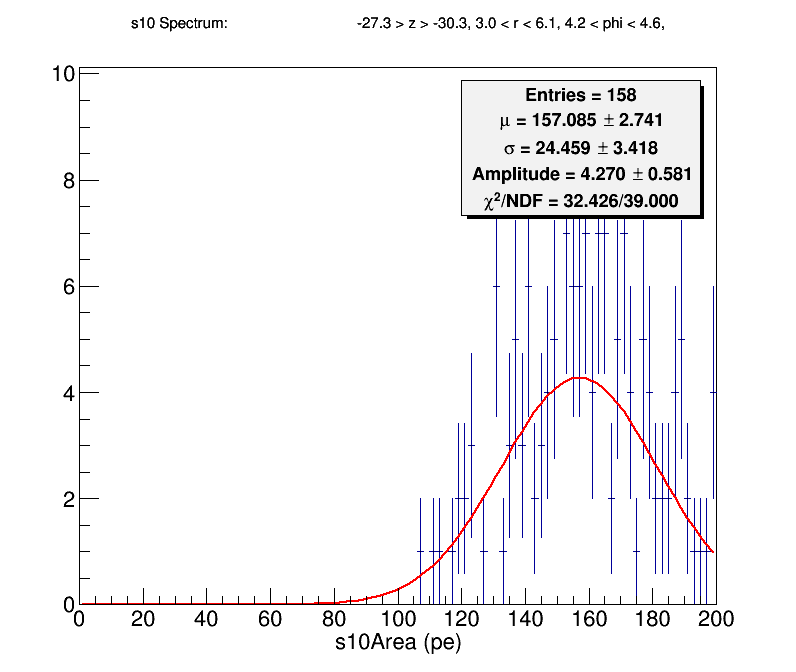 s10 Spectrum: -27.3 > z > -30.3, 3.0 < r < 6.1, 4.2 < phi < 4.6,
Entries = 158
μ = 157.085 ± 2.741
σ = 24.459 ± 3.418
Amplitude = 4.270 ± 0.581
χ²/NDF = 32.426/39.000
10
8
6
4
2
0
0 20 40 60 80 100 120 140 160 180 200
s10Area (pe)